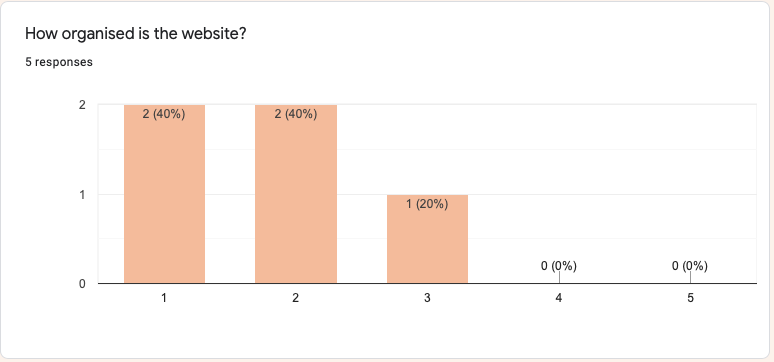 How organised is the website?
5 responses
2
2 (40%) 2 (40%)
1
1 (20%)
0 (0%) 0 (0%)
0
1 2 3 4 5